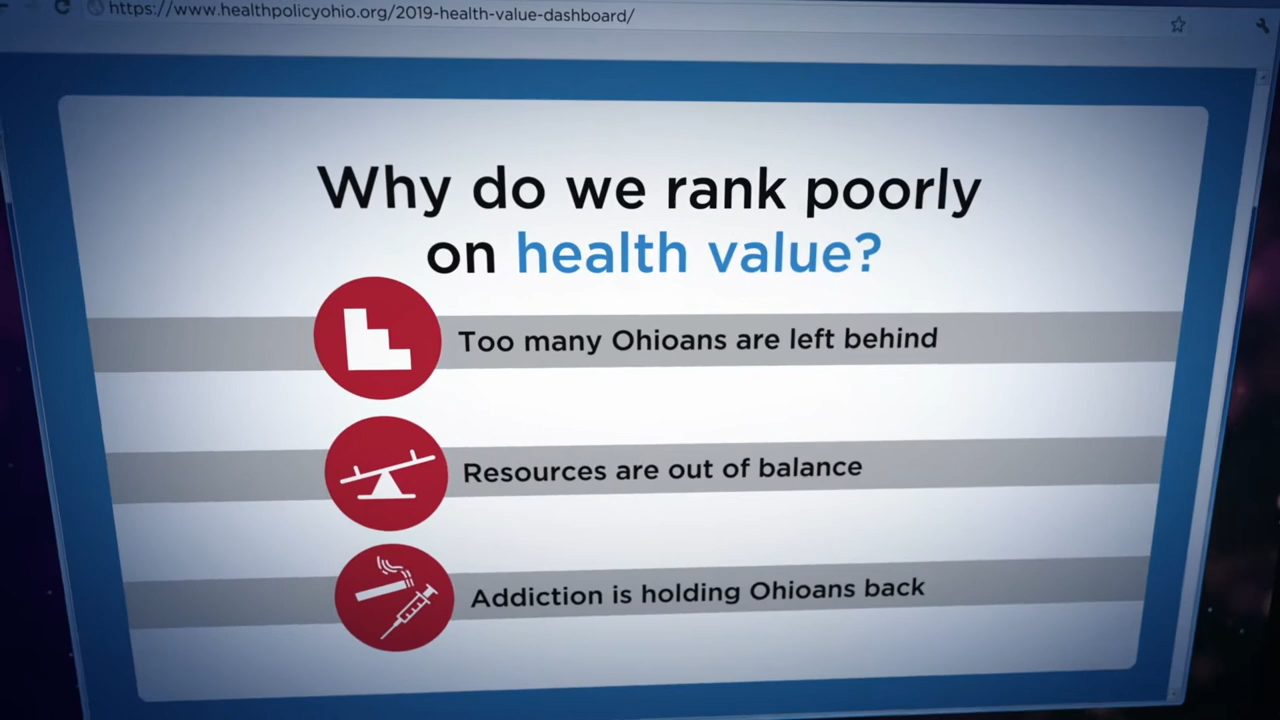 https://www.healthpolicyohio.org/2019-health-value-dashboard/
Why do we rank poorly
on health value?
Too many Ohioans are left behind
Resources are out of balance
Addiction is holding Ohioans back